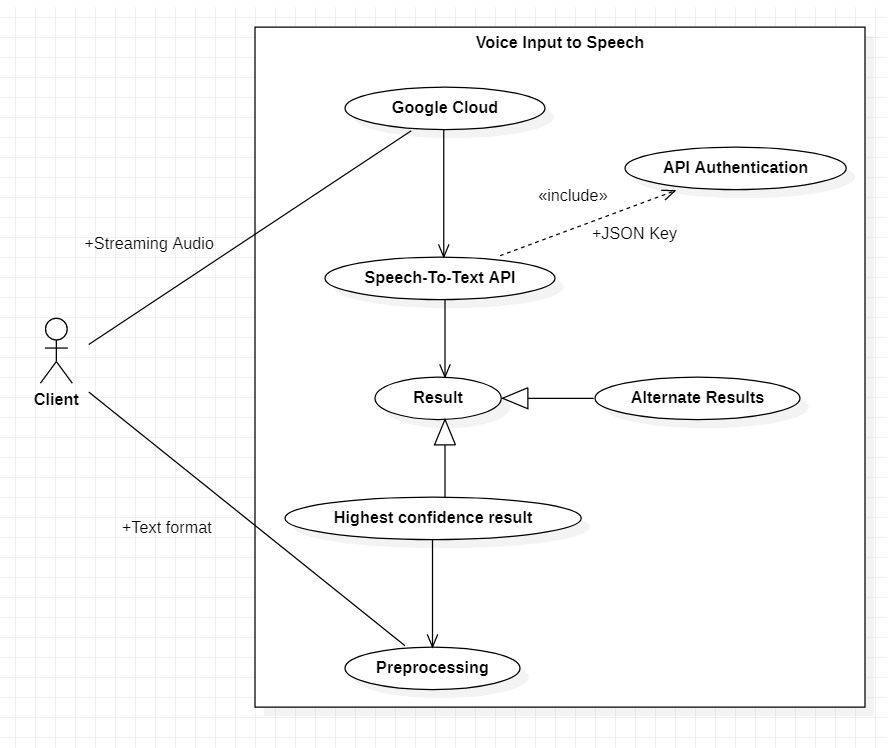 Voice Input to Speech
Google Cloud
API Authentication
«include»
+JSON Key
+Streaming Audio
Speech-To-Text API
Client
Result
Alternate Results
+Text format
Highest confidence result
Preprocessing